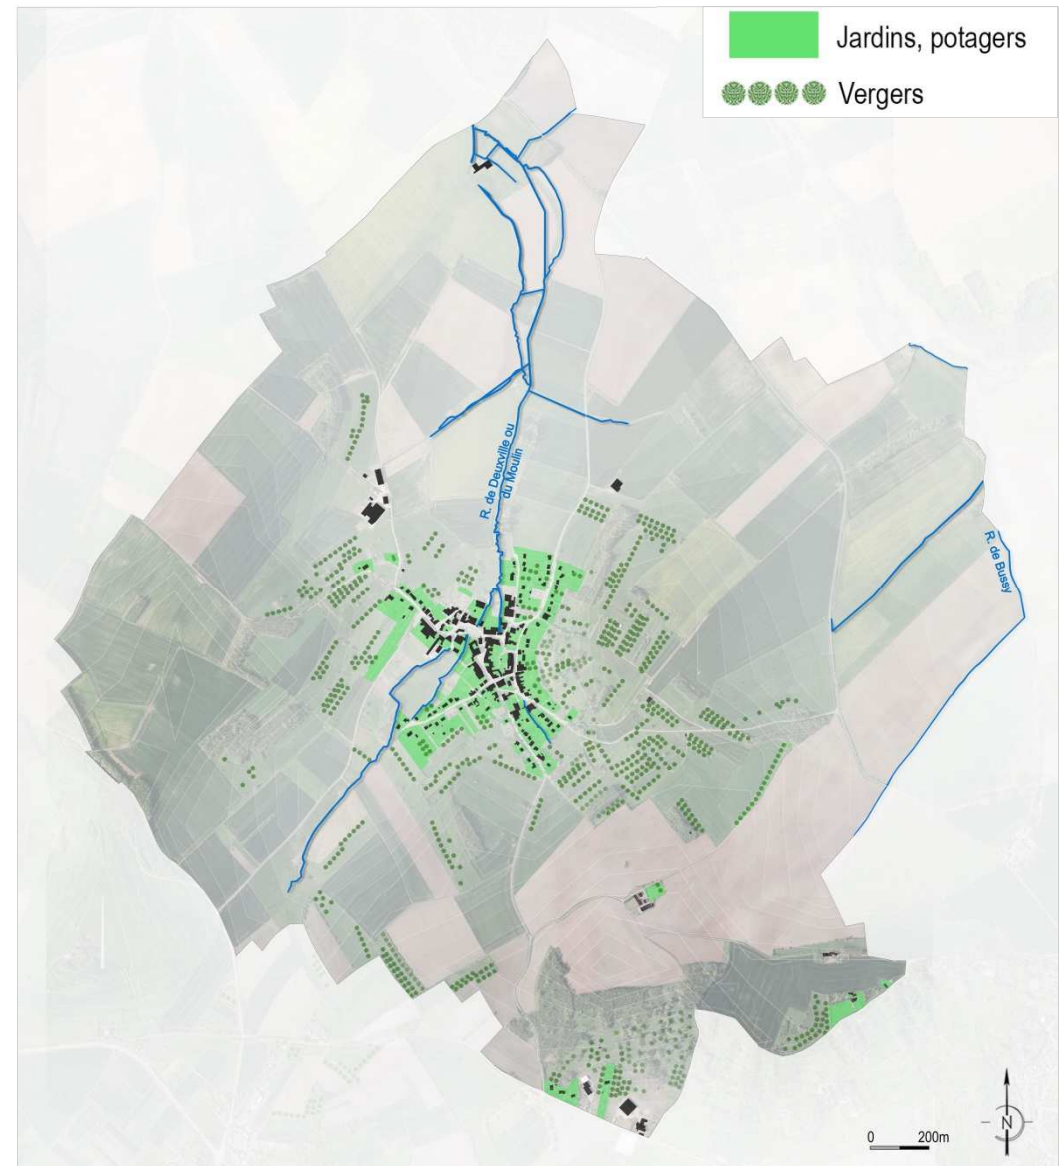 Jardins, potagers
Vergers
R. de Deuxville ou
du Moulin
R. de Bussy
N
0 200m